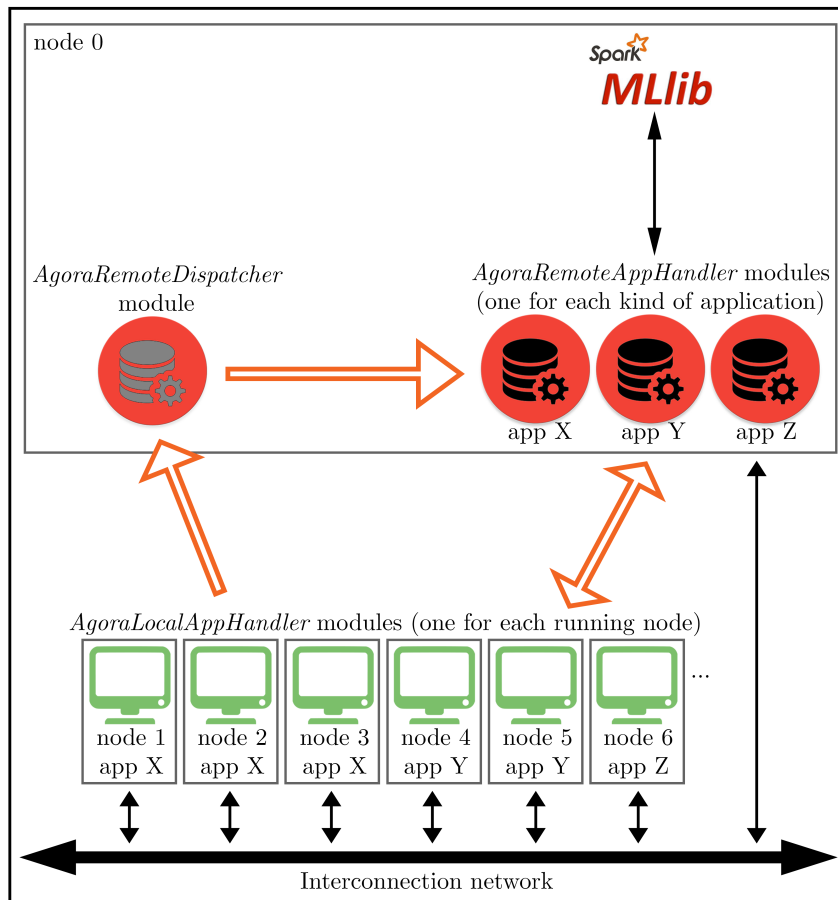 node 0
Spark
MLlib
AgoraRemoteDispatcher
module
AgoraRemoteAppHandler modules
(one for each kind of application)
app X
app Y
app Z
AgoraLocalAppHandler modules (one for each running node)
node 1
app X
node 2
app X
node 3
app X
node 4
app Y
node 5
app Y
node 6
app Z
...
Interconnection network